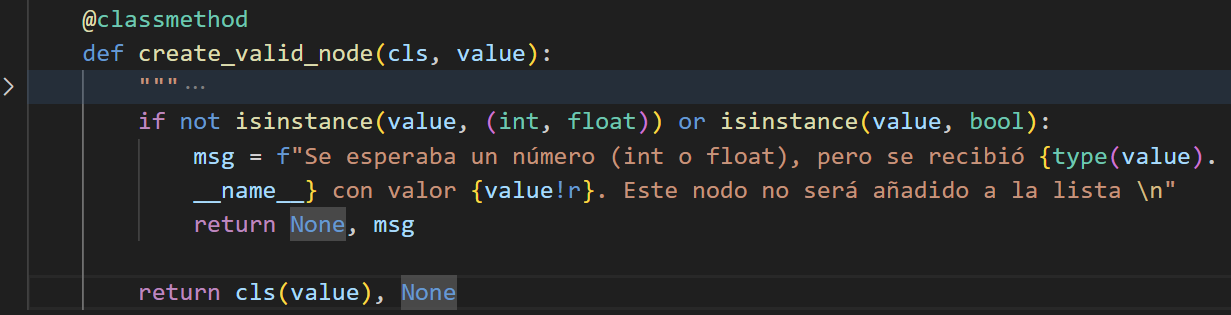 @classmethod
def create_valid_node(cls, value):
"""...
if not isinstance(value, (int, float)) or isinstance(value, bool):
msg = f"Se esperaba un número (int o float), pero se recibió {type(value).
__name__} con valor {value!r}. Este nodo no será añadido a la lista \n"
return None, msg
return cls(value), None